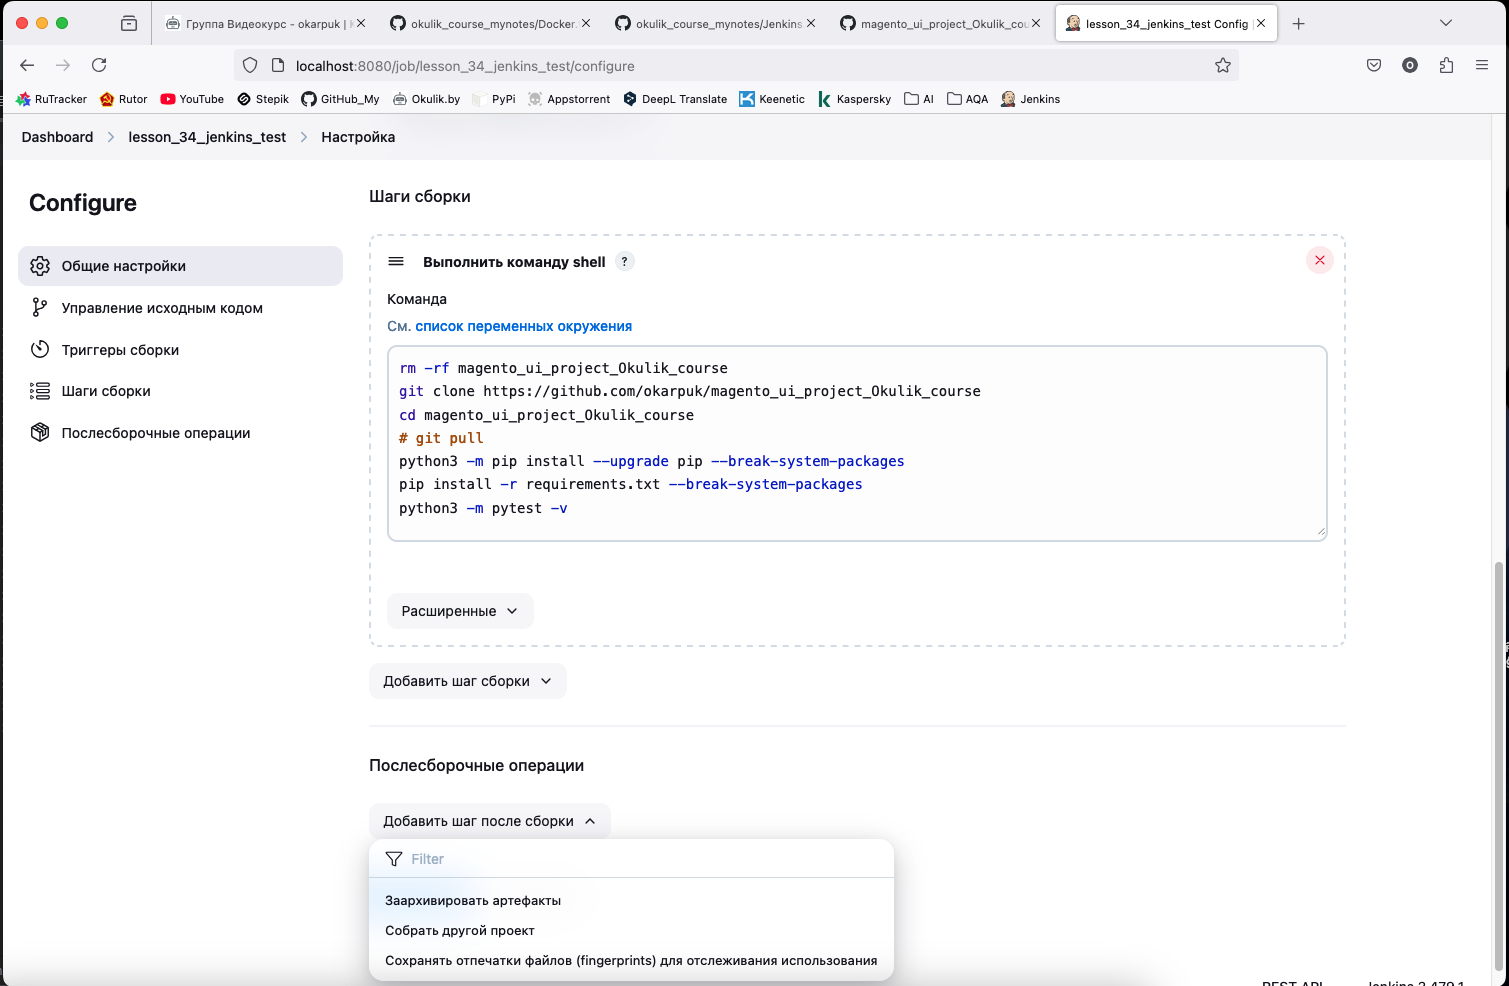 Группа Видеокурс - okarpuk |
okulik_course_mynotes/Docker.
okulik_course_mynotes/Jenkins
magento_ui_project_Okulik_co
lesson_34_jenkins_test Config
localhost:8080/job/lesson_34_jenkins_test/configure
O
RuTracker
Rutor
YouTube
Stepik
GitHub_My
Okulik.by
PyPi
Appstorrent
DeepL Translate
Keenetic
Kaspersky
AI
AQA
Jenkins
Dashboard > lesson_34_jenkins_test > Настройка
Configure
Общие настройки
Управление исходным кодом
Триггеры сборки
Шаги сборки
Послесборочные операции
Шаги сборки
Выполнить команду shell ?
Команда
См. список переменных окружения
rm -rf magento_ui_project_Okulik_course
git clone https://github.com/okarpuk/magento_ui_project_Okulik_course
cd magento_ui_project_Okulik_course
# git pull
python3 -m pip install --upgrade pip --break-system-packages
pip install -r requirements.txt --break-system-packages
python3 -m pytest -v
Расширенные
Добавить шаг сборки
Послесборочные операции
Добавить шаг после сборки
Filter
Заархивировать артефакты
Собрать другой проект
Сохранять отпечатки файлов (fingerprints) для отслеживания использования
REST API
Jenkins 2.479.1